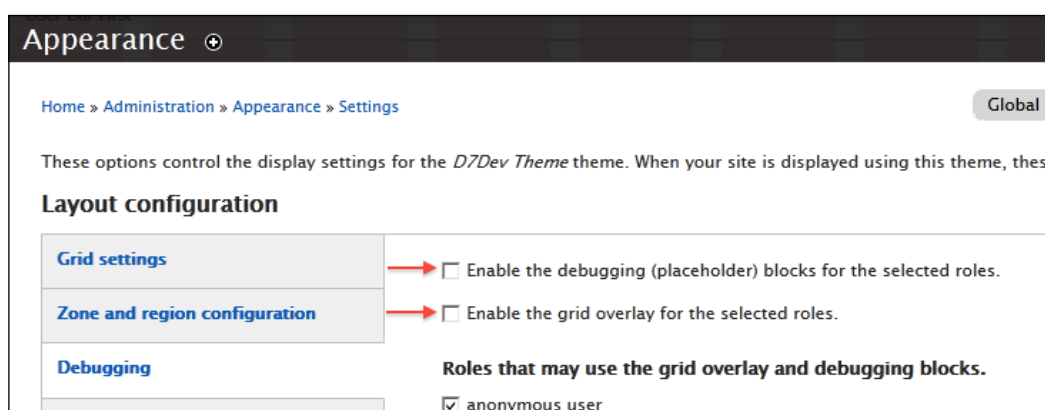 User Bar First
Appearance
Home » Administration » Appearance » Settings
Global
These options control the display settings for the D7Dev Theme theme. When your site is displayed using this theme, thes
Layout configuration
Grid settings
Enable the debugging (placeholder) blocks for the selected roles.
Zone and region configuration
Enable the grid overlay for the selected roles.
Debugging
Roles that may use the grid overlay and debugging blocks.
anonymous user